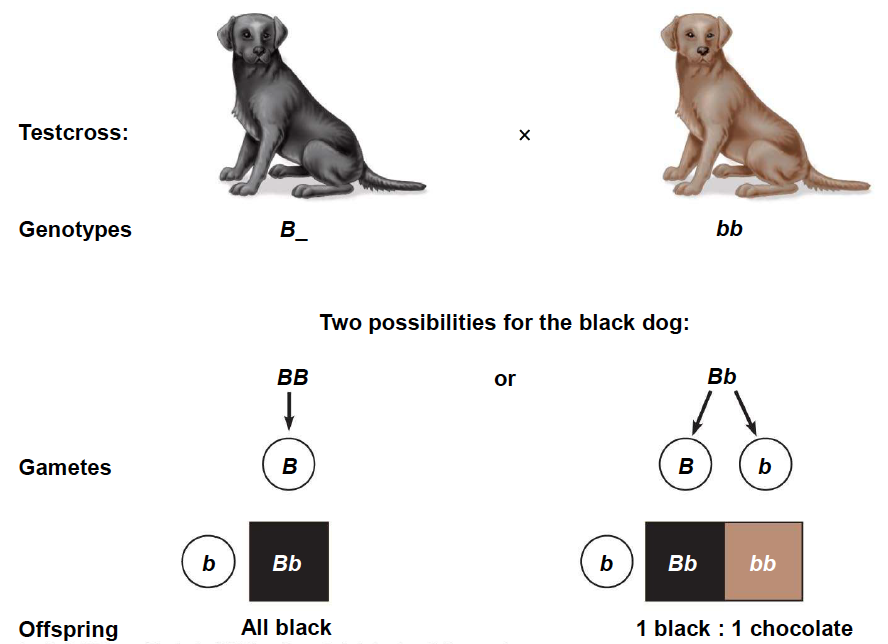 Testcross: ×
Genotypes B_ bb
Two possibilities for the black dog:
BB or Bb
Gametes B B b
b Bb b Bb bb
Offspring All black 1 black : 1 chocolate